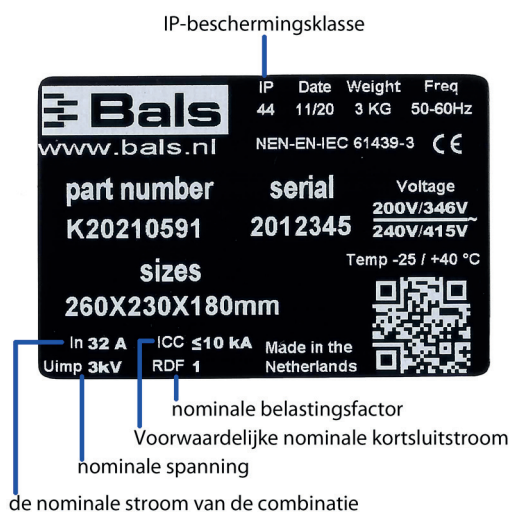 IP-beschermingsklasse
Bals
www.bals.nl
IP Date Weight Freq
44 11/20 3 KG 50-60Hz
NEN-EN-IEC 61439-3 CE
part number serial Voltage
K20210591 2012345 200V/346V~
240V/415V
Temp -25 / +40 °C
sizes
260X230X180mm
In 32 A ICC ≤10 kA Made in the
Uimp 3kV RDF 1 Netherlands
nominale belastingsfactor
Voorwaardelijke nominale kortsluitstroom
nominale spanning
de nominale stroom van de combinatie